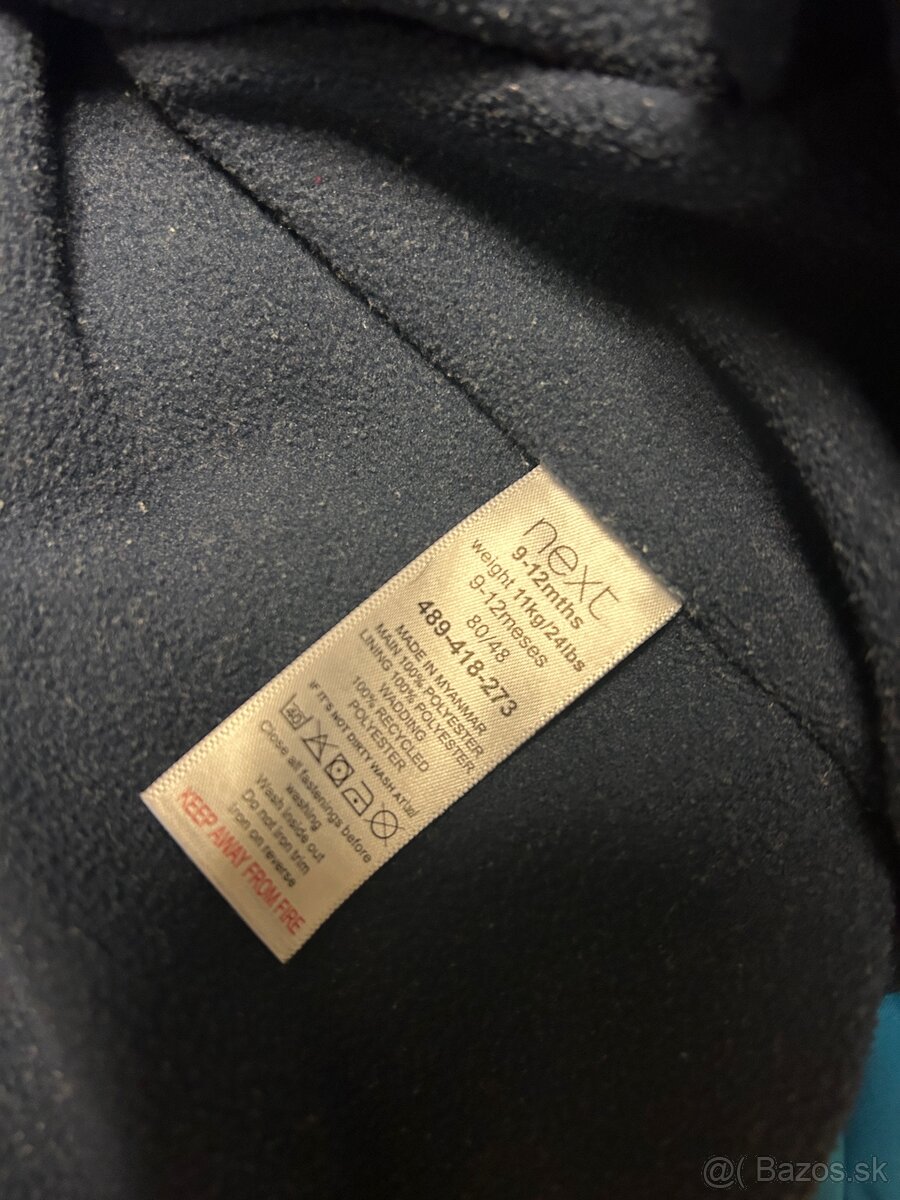 next
9-12mths
weight 11kg/24lbs
9-12meses
80/48
489-418-273
MADE IN MYANMAR
MAIN 100% POLYESTER
LINING 100% POLYESTER
WADDING
100% RECYCLED
POLYESTER
IF IT'S NOT DIRTY WASH AT
40
Close all fastenings before
washing
Wash inside out
Do not iron trim
Iron on reverse
KEEP AWAY FROM FIRE
@( Bazos.sk